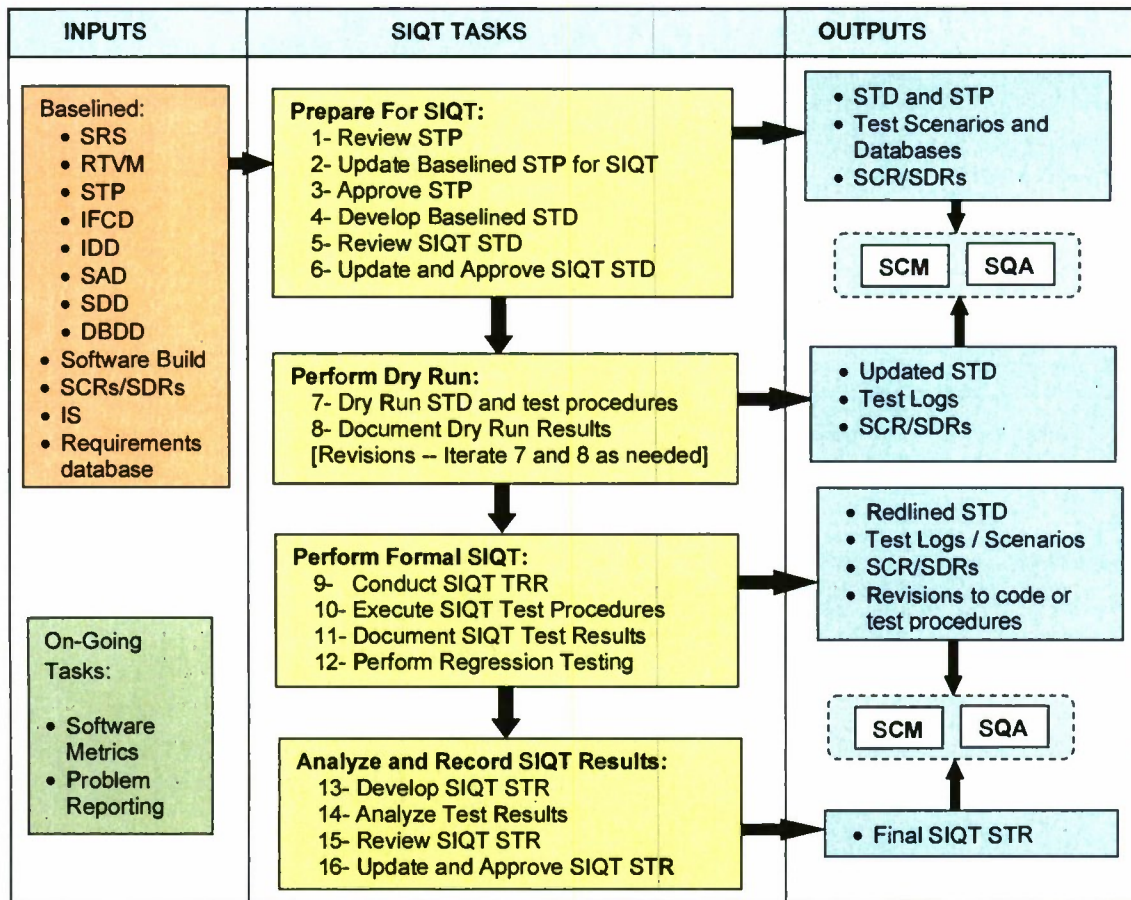 INPUTS
SIQT TASKS
OUTPUTS
Baselined:
• SRS
• RTVM
• STP
• IFCD
• IDD
• SAD
• SDD
• DBDD
• Software Build
• SCRs/SDRs
• IS
• Requirements
database
On-Going
Tasks:
• Software
Metrics
• Problem
Reporting
Prepare For SIQT:
1- Review STP
2- Update Baselined STP for SIQT
3- Approve STP
4- Develop Baselined STD
5- Review SIQT STD
6- Update and Approve SIQT STD
Perform Dry Run:
7- Dry Run STD and test procedures
8- Document Dry Run Results
[Revisions -- Iterate 7 and 8 as needed]
Perform Formal SIQT:
9- Conduct SIQT TRR
10- Execute SIQT Test Procedures
11- Document SIQT Test Results
12- Perform Regression Testing
Analyze and Record SIQT Results:
13- Develop SIQT STR
14- Analyze Test Results
15- Review SIQT STR
16- Update and Approve SIQT STR
• STD and STP
• Test Scenarios and
Databases
• SCR/SDRs
SCM
SQA
• Updated STD
• Test Logs
• SCR/SDRs
• Redlined STD
• Test Logs / Scenarios
• SCR/SDRs
• Revisions to code or
test procedures
SCM
SQA
• Final SIQT STR